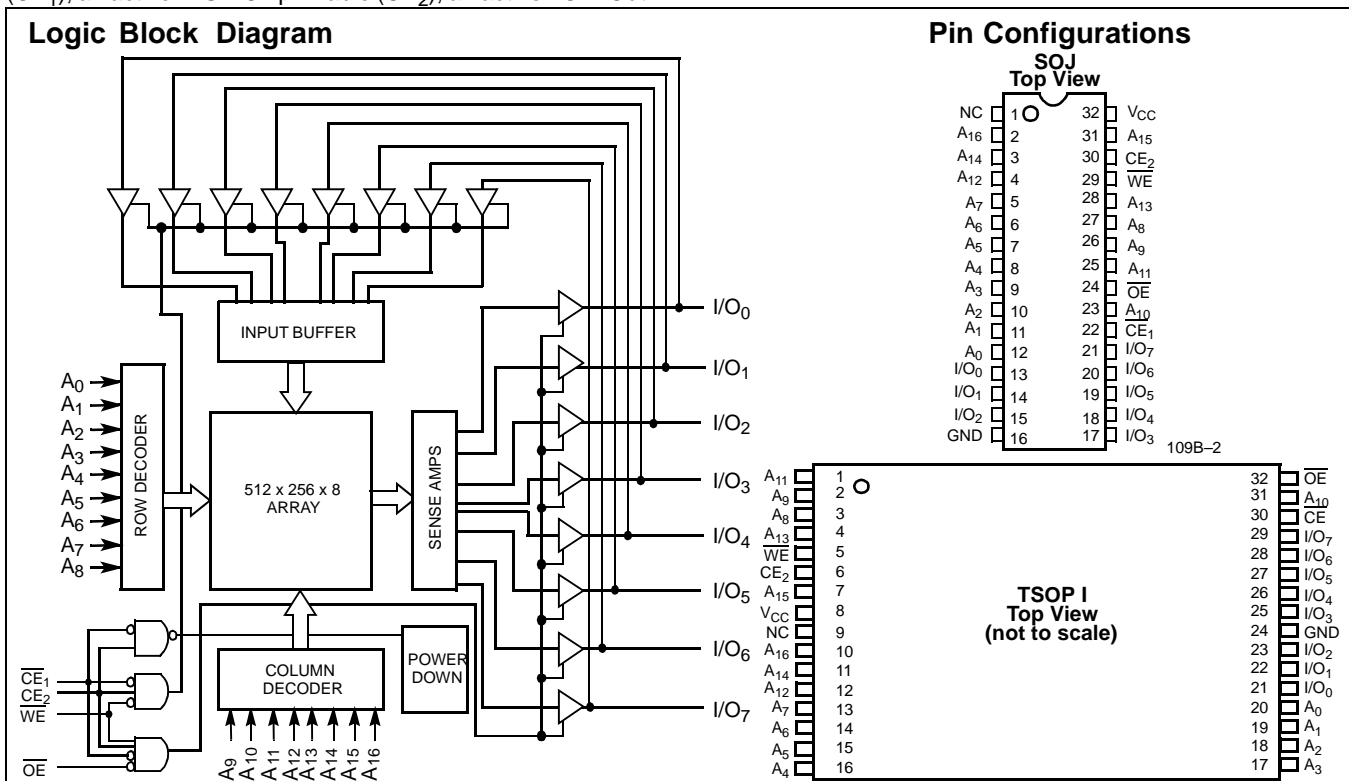 Logic Block Diagram
INPUT BUFFER
A0
A1
A2
A3
A4
A5
A6
A7
A8
ROW DECODER
512 x 256 x 8
ARRAY
SENSE AMPS
COLUMN
DECODER
POWER
DOWN
CE1
CE2
WE
OE
A9
A10
A11
A12
A13
A14
A15
A16
I/O0
I/O1
I/O2
I/O3
I/O4
I/O5
I/O6
I/O7
Pin Configurations
SOJ
Top View
NC 1 32 VCC
A16 2 31 A15
A14 3 30 CE2
A12 4 29 WE
A7 5 28 A13
A6 6 27 A8
A5 7 26 A9
A4 8 25 A11
A3 9 24 OE
A2 10 23 A10
A1 11 22 CE1
A0 12 21 I/O7
I/O0 13 20 I/O6
I/O1 14 19 I/O5
I/O2 15 18 I/O4
GND 16 17 I/O3
109B–2
TSOP I
Top View
(not to scale)
A11 1 32 OE
A9 2 31 A10
A8 3 30 CE
A13 4 29 I/O7
WE 5 28 I/O6
CE2 6 27 I/O5
A15 7 26 I/O4
VCC 8 25 I/O3
NC 9 24 GND
A16 10 23 I/O2
A14 11 22 I/O1
A12 12 21 I/O0
A7 13 20 A0
A6 14 19 A1
A5 15 18 A2
A4 16 17 A3